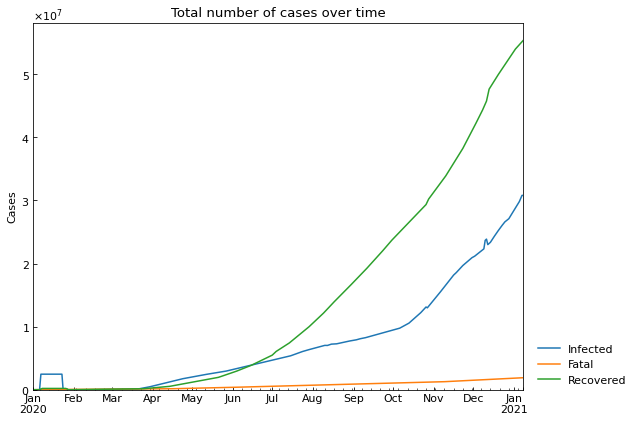 Total number of cases over time
×10⁷
5
4
3
2
1
0
Cases
Jan Feb Mar Apr May Jun Jul Aug Sep Oct Nov Dec Jan
2020 2021
Infected
Fatal
Recovered